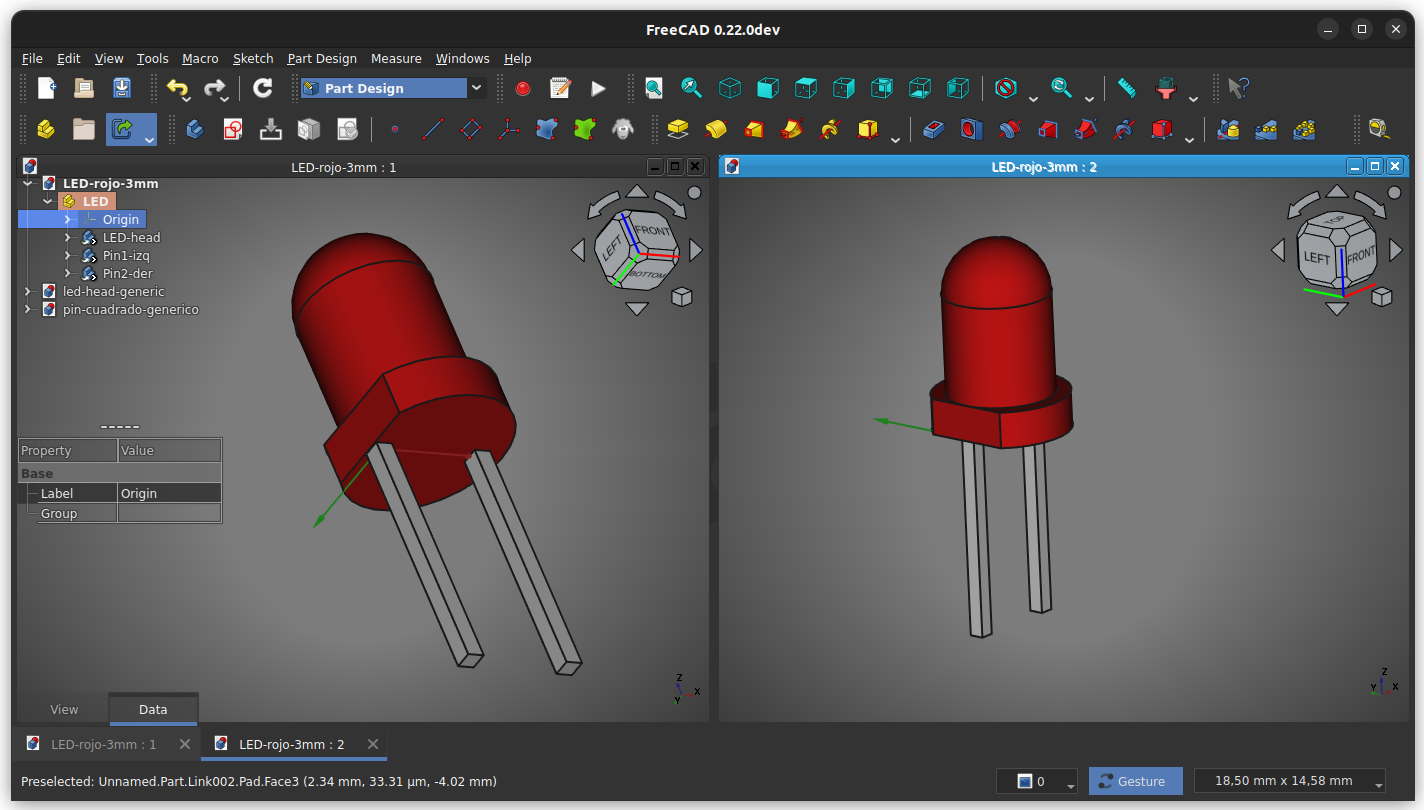 FreeCAD 0.22.0dev
File Edit View Tools Macro Sketch Part Design Measure Windows Help
Part Design
LED-rojo-3mm : 1
LED-rojo-3mm
LED
Origin
LED-head
Pin1-izq
Pin2-der
led-head-generic
pin-cuadrado-generico
Property Value
Base
Label Origin
Group
View Data
FRONT
LEFT
BOTTOM
Z
X
Y
LED-rojo-3mm : 2
TOP
LEFT
FRONT
Z
Y X
LED-rojo-3mm : 1 LED-rojo-3mm : 2
Preselected: Unnamed.Part.Link002.Pad.Face3 (2.34 mm, 33.31 µm, -4.02 mm) 0 Gesture 18,50 mm x 14,58 mm